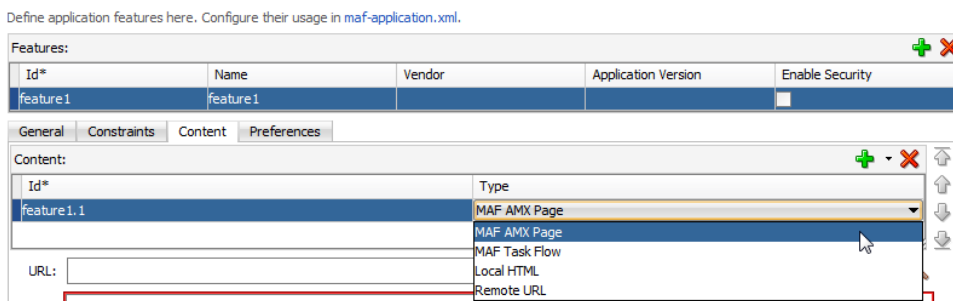 Define application features here. Configure their usage in maf-application.xml.
Features:
Id* Name Vendor Application Version Enable Security
feature1 feature1
General Constraints Content Preferences
Content:
Id* Type
feature1.1 MAF AMX Page
MAF AMX Page
MAF Task Flow
Local HTML
URL:
Remote URL